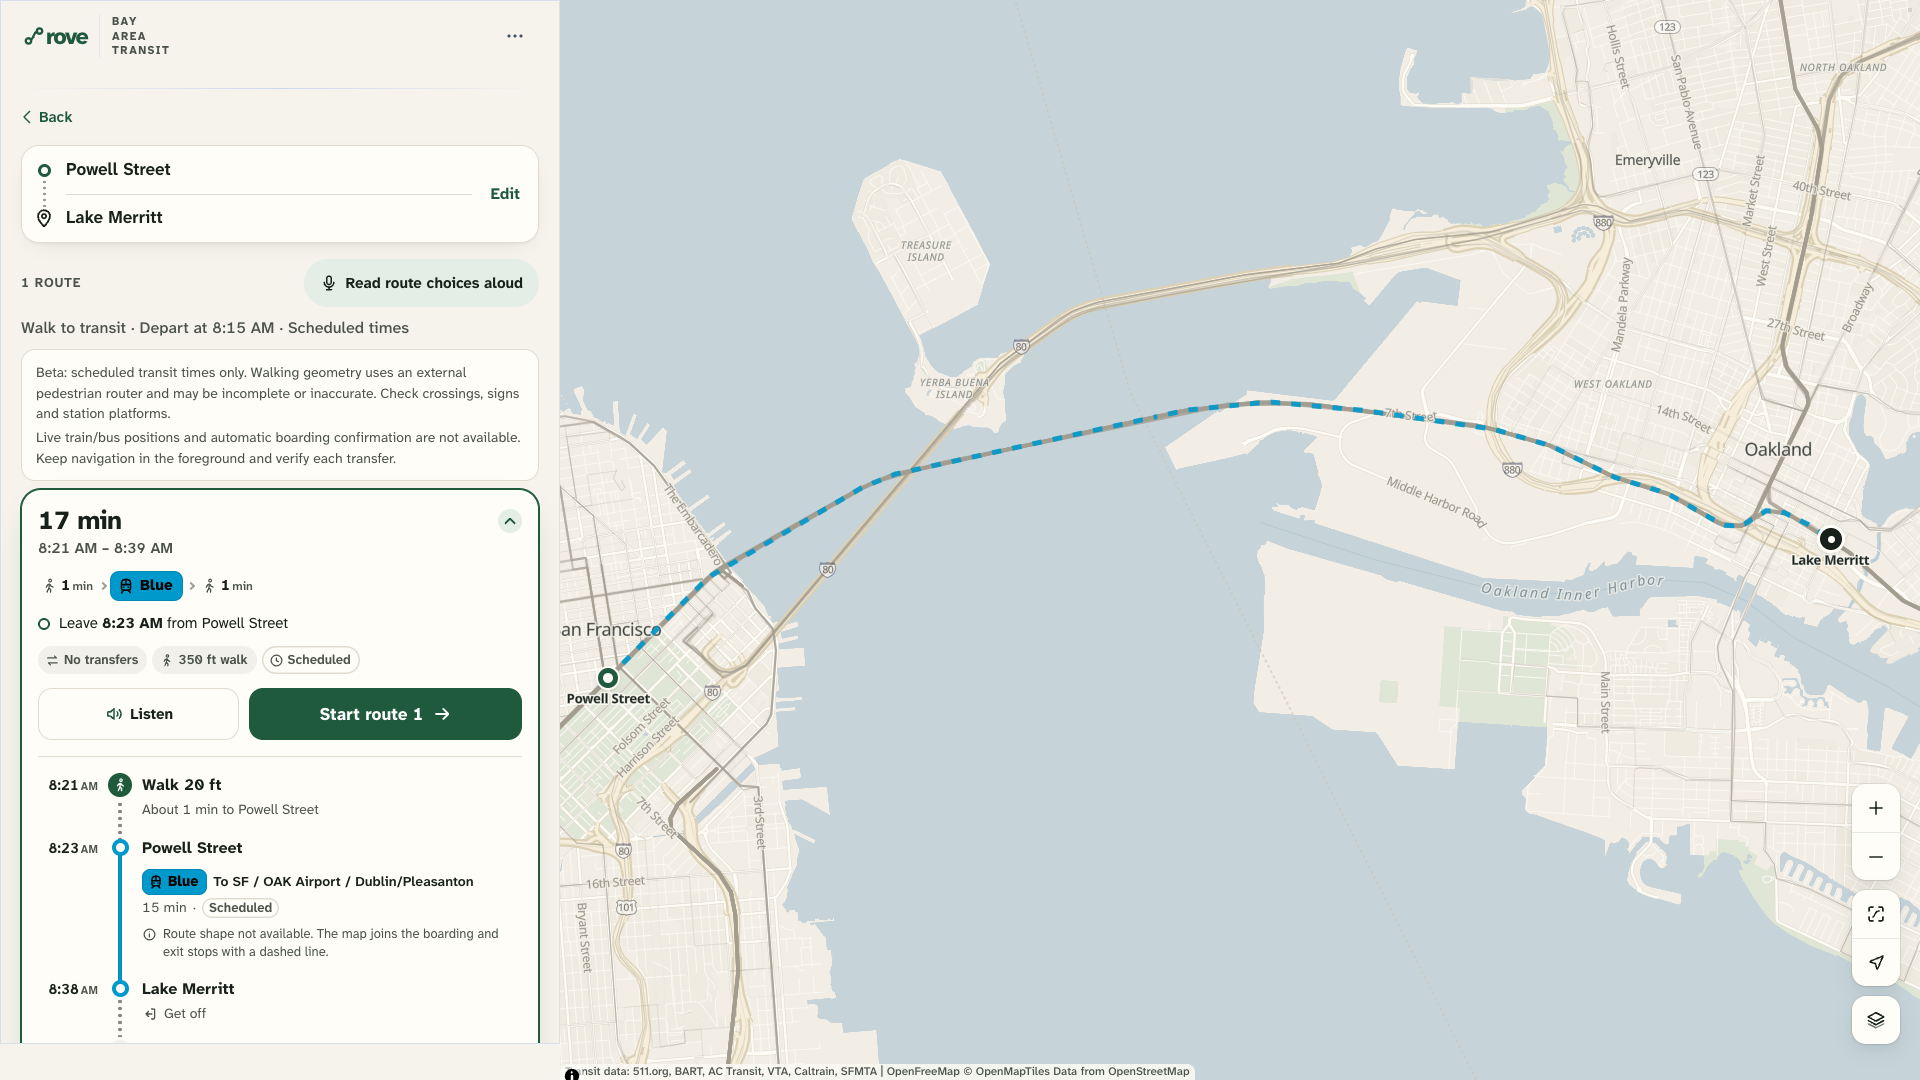 rove
BAY
AREA
TRANSIT
Back
Powell Street
Edit
Lake Merritt
1 ROUTE
Read route choices aloud
Walk to transit · Depart at 8:15 AM · Scheduled times
Beta: scheduled transit times only. Walking geometry uses an external
pedestrian router and may be incomplete or inaccurate. Check crossings, signs
and station platforms.
Live train/bus positions and automatic boarding confirmation are not available.
Keep navigation in the foreground and verify each transfer.
17 min
8:21 AM – 8:39 AM
1 min > Blue > 1 min
Leave 8:23 AM from Powell Street
No transfers
350 ft walk
Scheduled
Listen
Start route 1
8:21 AM
Walk 20 ft
About 1 min to Powell Street
8:23 AM
Powell Street
Blue To SF / OAK Airport / Dublin/Pleasanton
15 min · Scheduled
Route shape not available. The map joins the boarding and
exit stops with a dashed line.
8:38 AM
Lake Merritt
Get off
123
Hollis Street
San Pablo Avenue
NORTH OAKLAND
Emeryville
123
Market Street
40th Street
880
TREASURE
ISLAND
West Street
Mandela Parkway
Broadway
27th Street
80
YERBA BUENA
ISLAND
WEST OAKLAND
7th Street
14th Street
Oakland
880
Middle Harbor Road
The Embarcadero
80
Lake Merritt
Oakland Inner Harbor
an Francisco
80
Powell Street
Folsom Street
Harrison Street
Main Street
7th Street
3rd Street
80
16th Street
101
Bryant Street
nsit data: 511.org, BART, AC Transit, VTA, Caltrain, SFMTA | OpenFreeMap © OpenMapTiles Data from OpenStreetMap